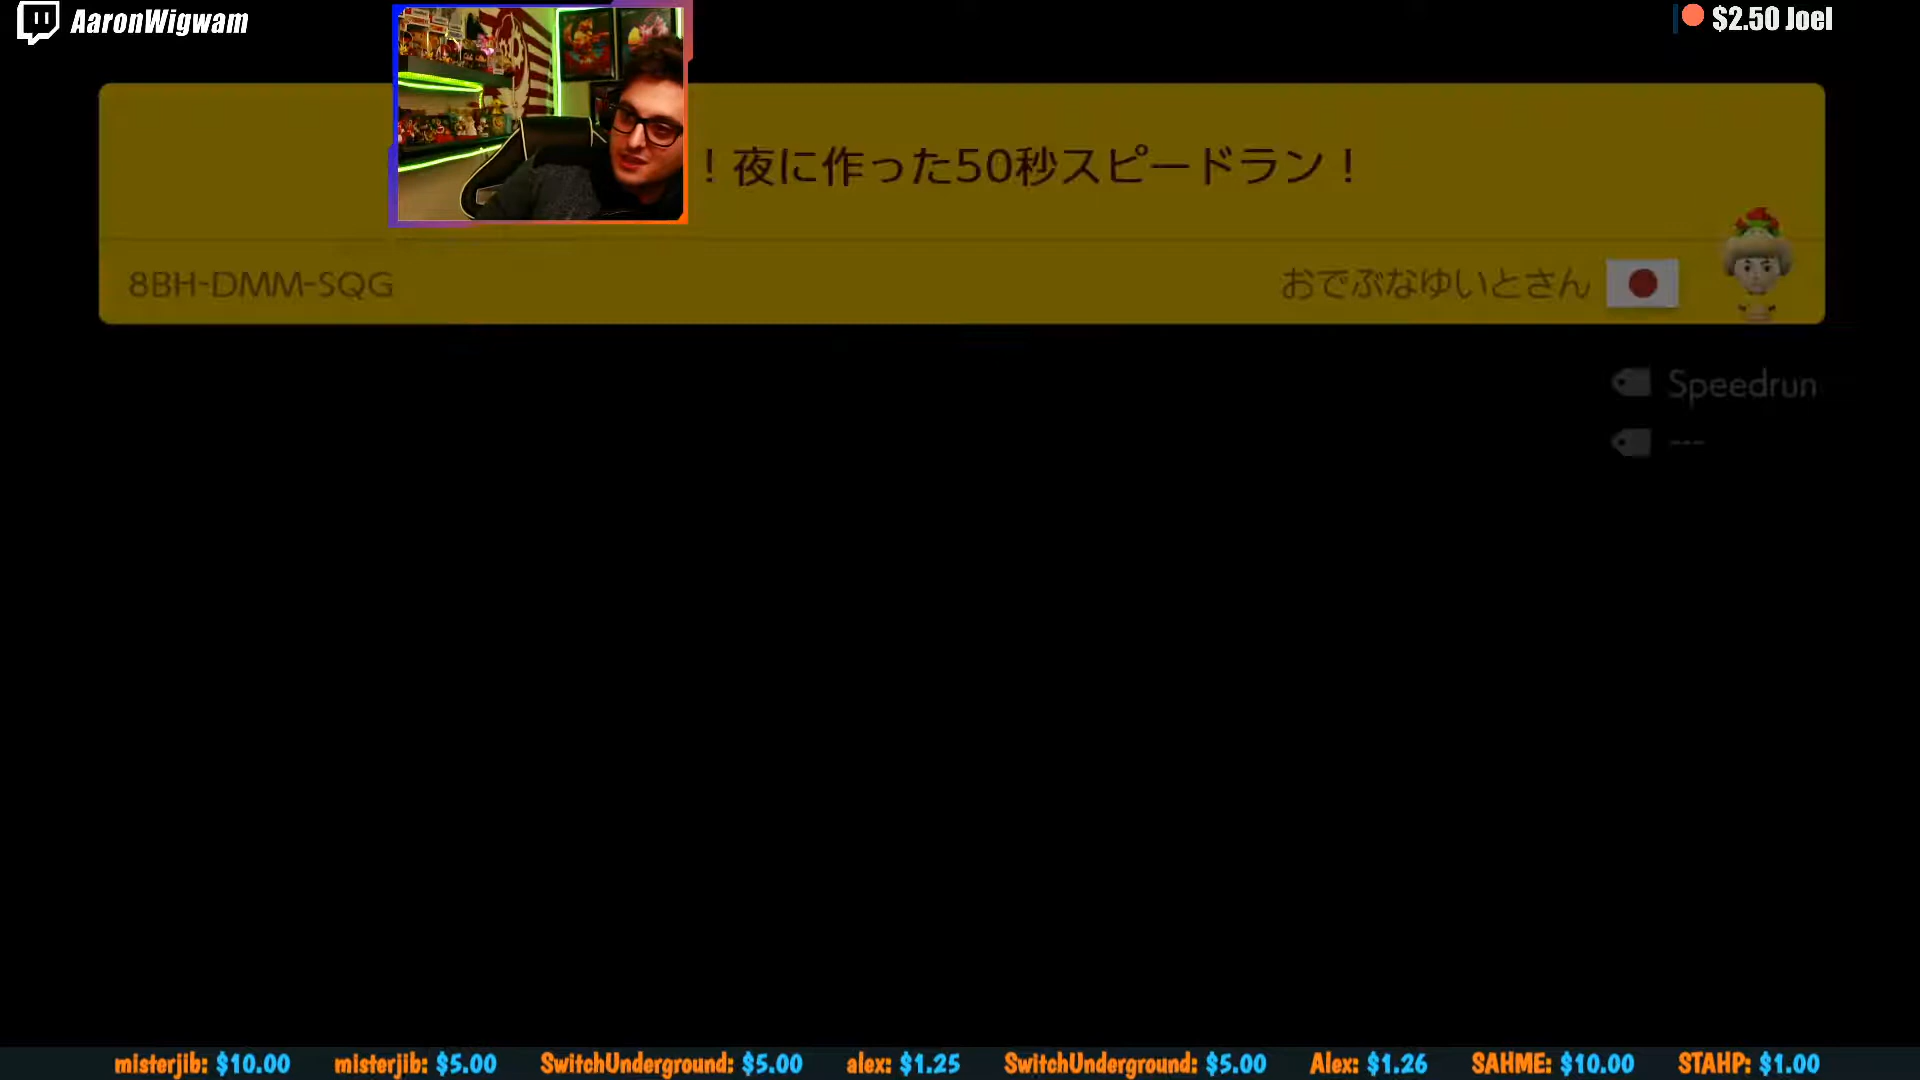 AaronWigwam
$2.50 Joel
！夜に作った50秒スピードラン！
8BH-DMM-SQG
おでぶなゆいとさん
Speedrun
---
misterjib: $10.00 misterjib: $5.00 SwitchUnderground: $5.00 alex: $1.25 SwitchUnderground: $5.00 Alex: $1.26 SAHME: $10.00 STAHP: $1.00